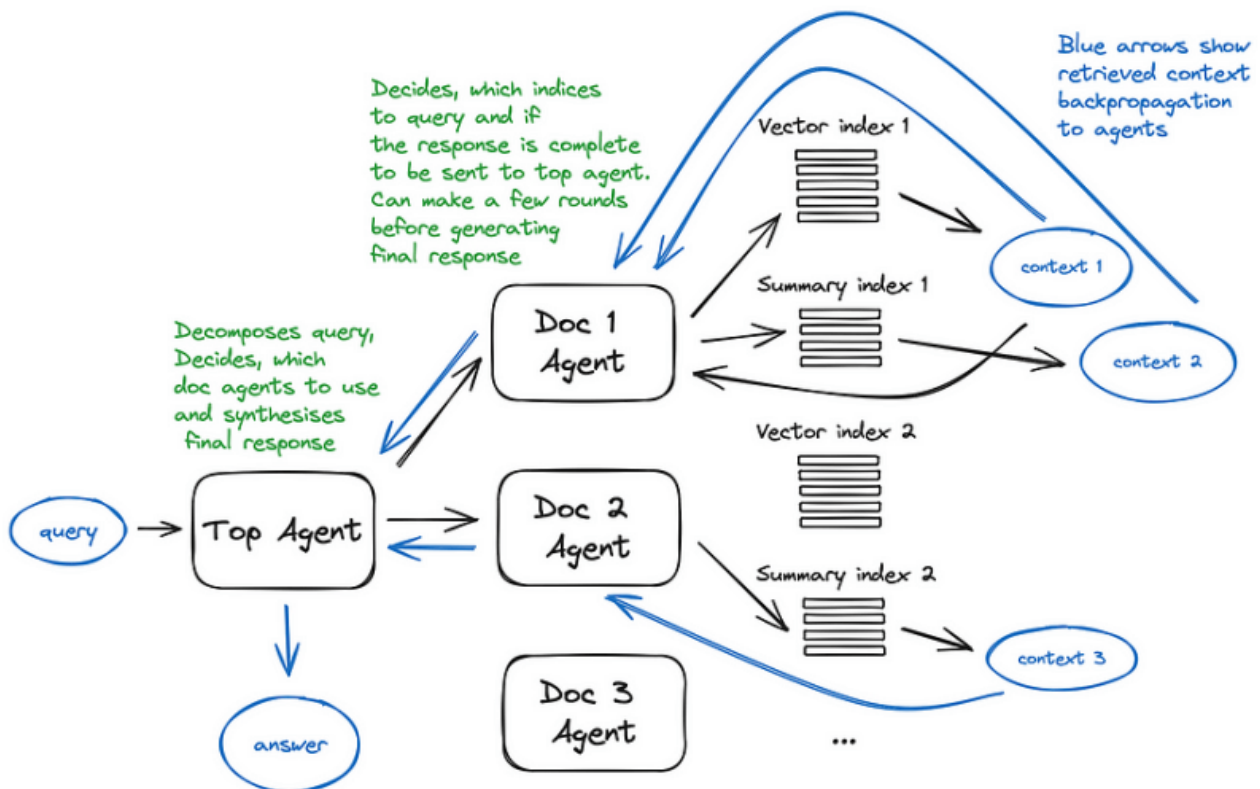 Blue arrows show
retrieved context
backpropagation
to agents
Decides, which indices
to query and if
the response is complete
to be sent to top agent.
Can make a few rounds
before generating
final response
Vector index 1
context 1
Summary index 1
Doc 1
Agent
context 2
Decomposes query,
Decides, which
doc agents to use
and synthesises
final response
Vector index 2
query
Top Agent
Doc 2
Agent
Summary index 2
context 3
Doc 3
Agent
answer
...